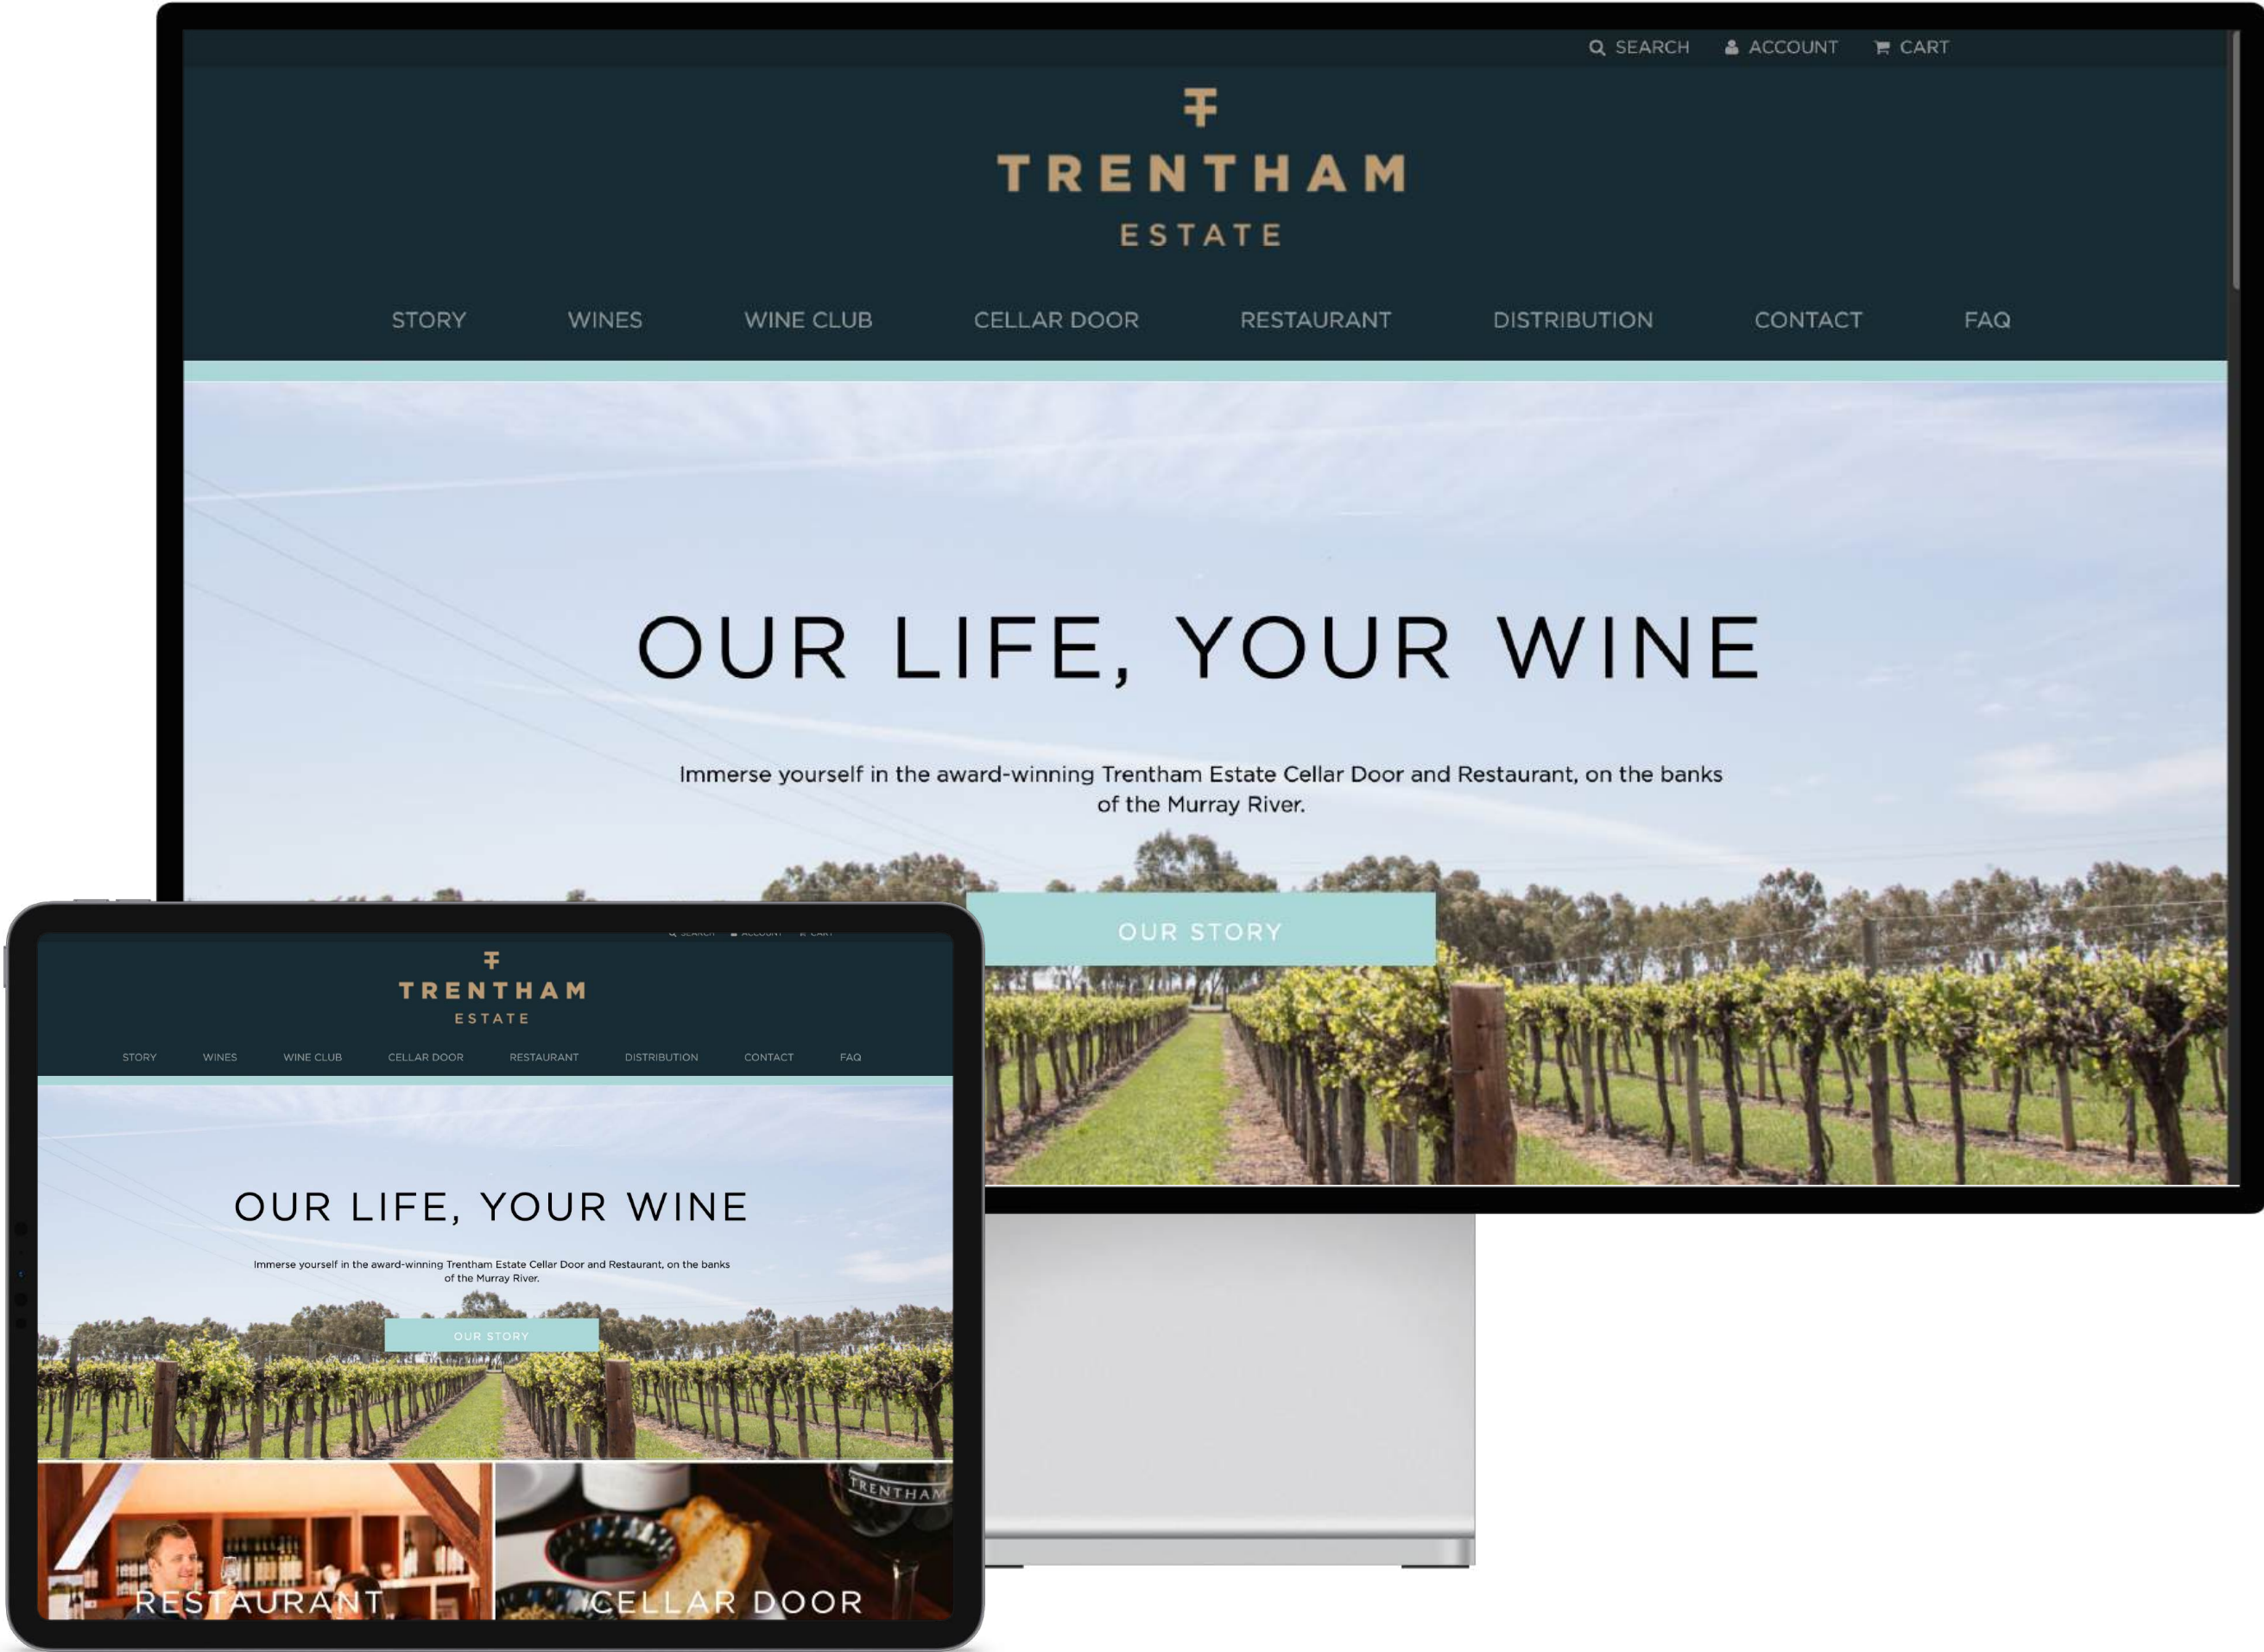 SEARCH ACCOUNT CART
TRENTHAM
ESTATE
STORY WINES WINE CLUB CELLAR DOOR RESTAURANT DISTRIBUTION CONTACT FAQ
OUR LIFE, YOUR WINE
Immerse yourself in the award-winning Trentham Estate Cellar Door and Restaurant, on the banks
of the Murray River.
OUR STORY
SEARCH ACCOUNT CART
TRENTHAM
ESTATE
STORY WINES WINE CLUB CELLAR DOOR RESTAURANT DISTRIBUTION CONTACT FAQ
OUR LIFE, YOUR WINE
Immerse yourself in the award-winning Trentham Estate Cellar Door and Restaurant, on the banks
of the Murray River.
OUR STORY
TRENTHAM
RESTAURANT
CELLAR DOOR